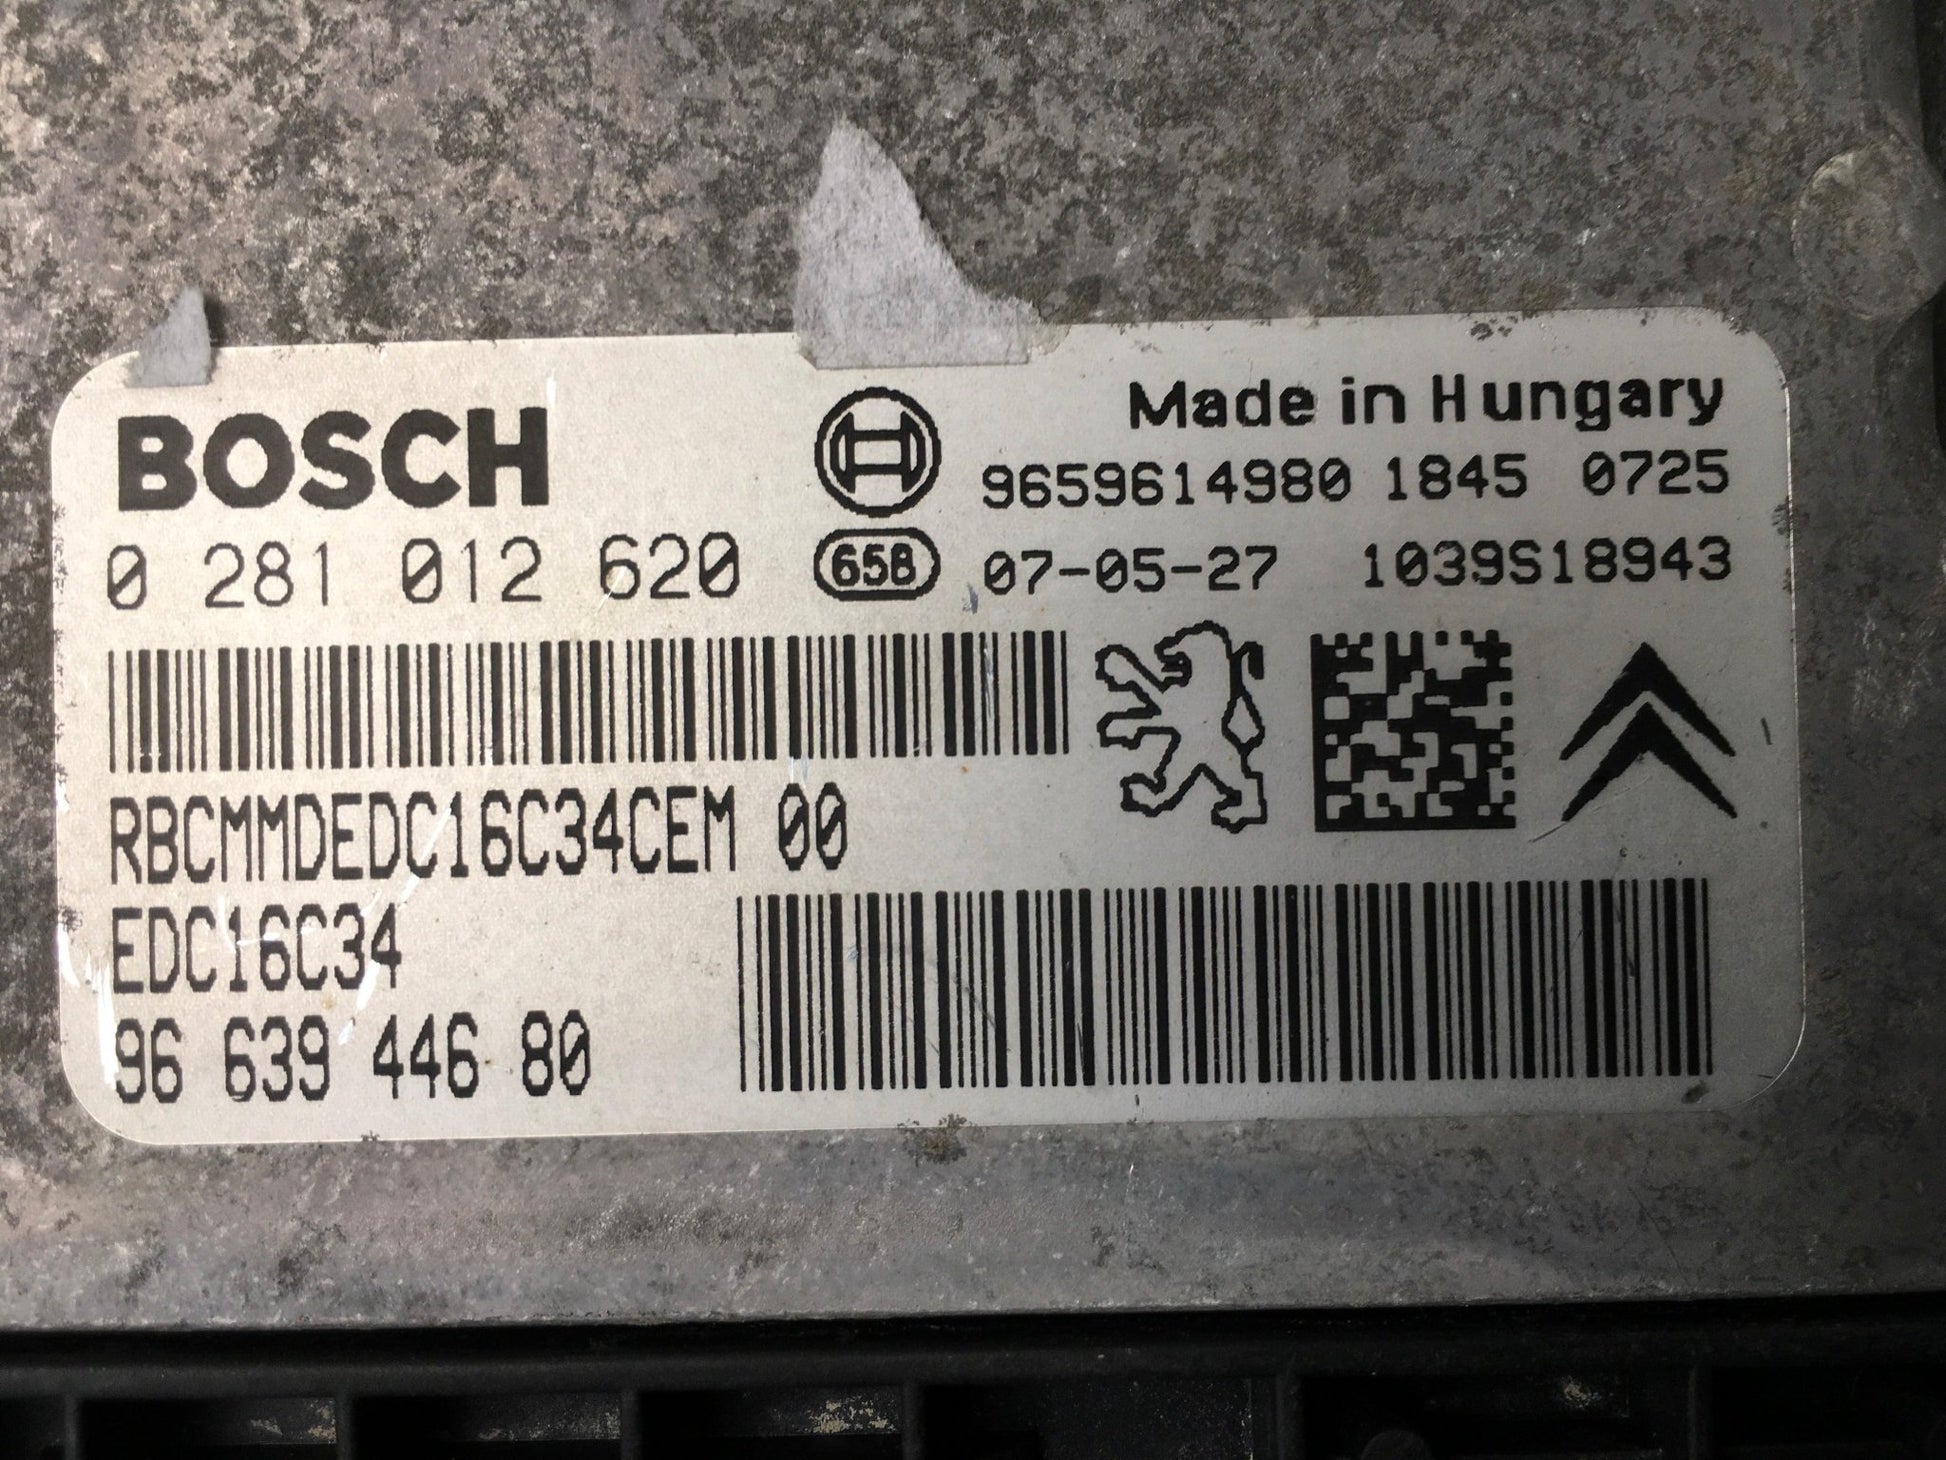 BOSCH
Made in Hungary
9659614980 1845 0725
0 281 012 620
65B 07-05-27 1039S18943
RBCMMDEDC16C34CEM 00
EDC16C34
96 639 446 80